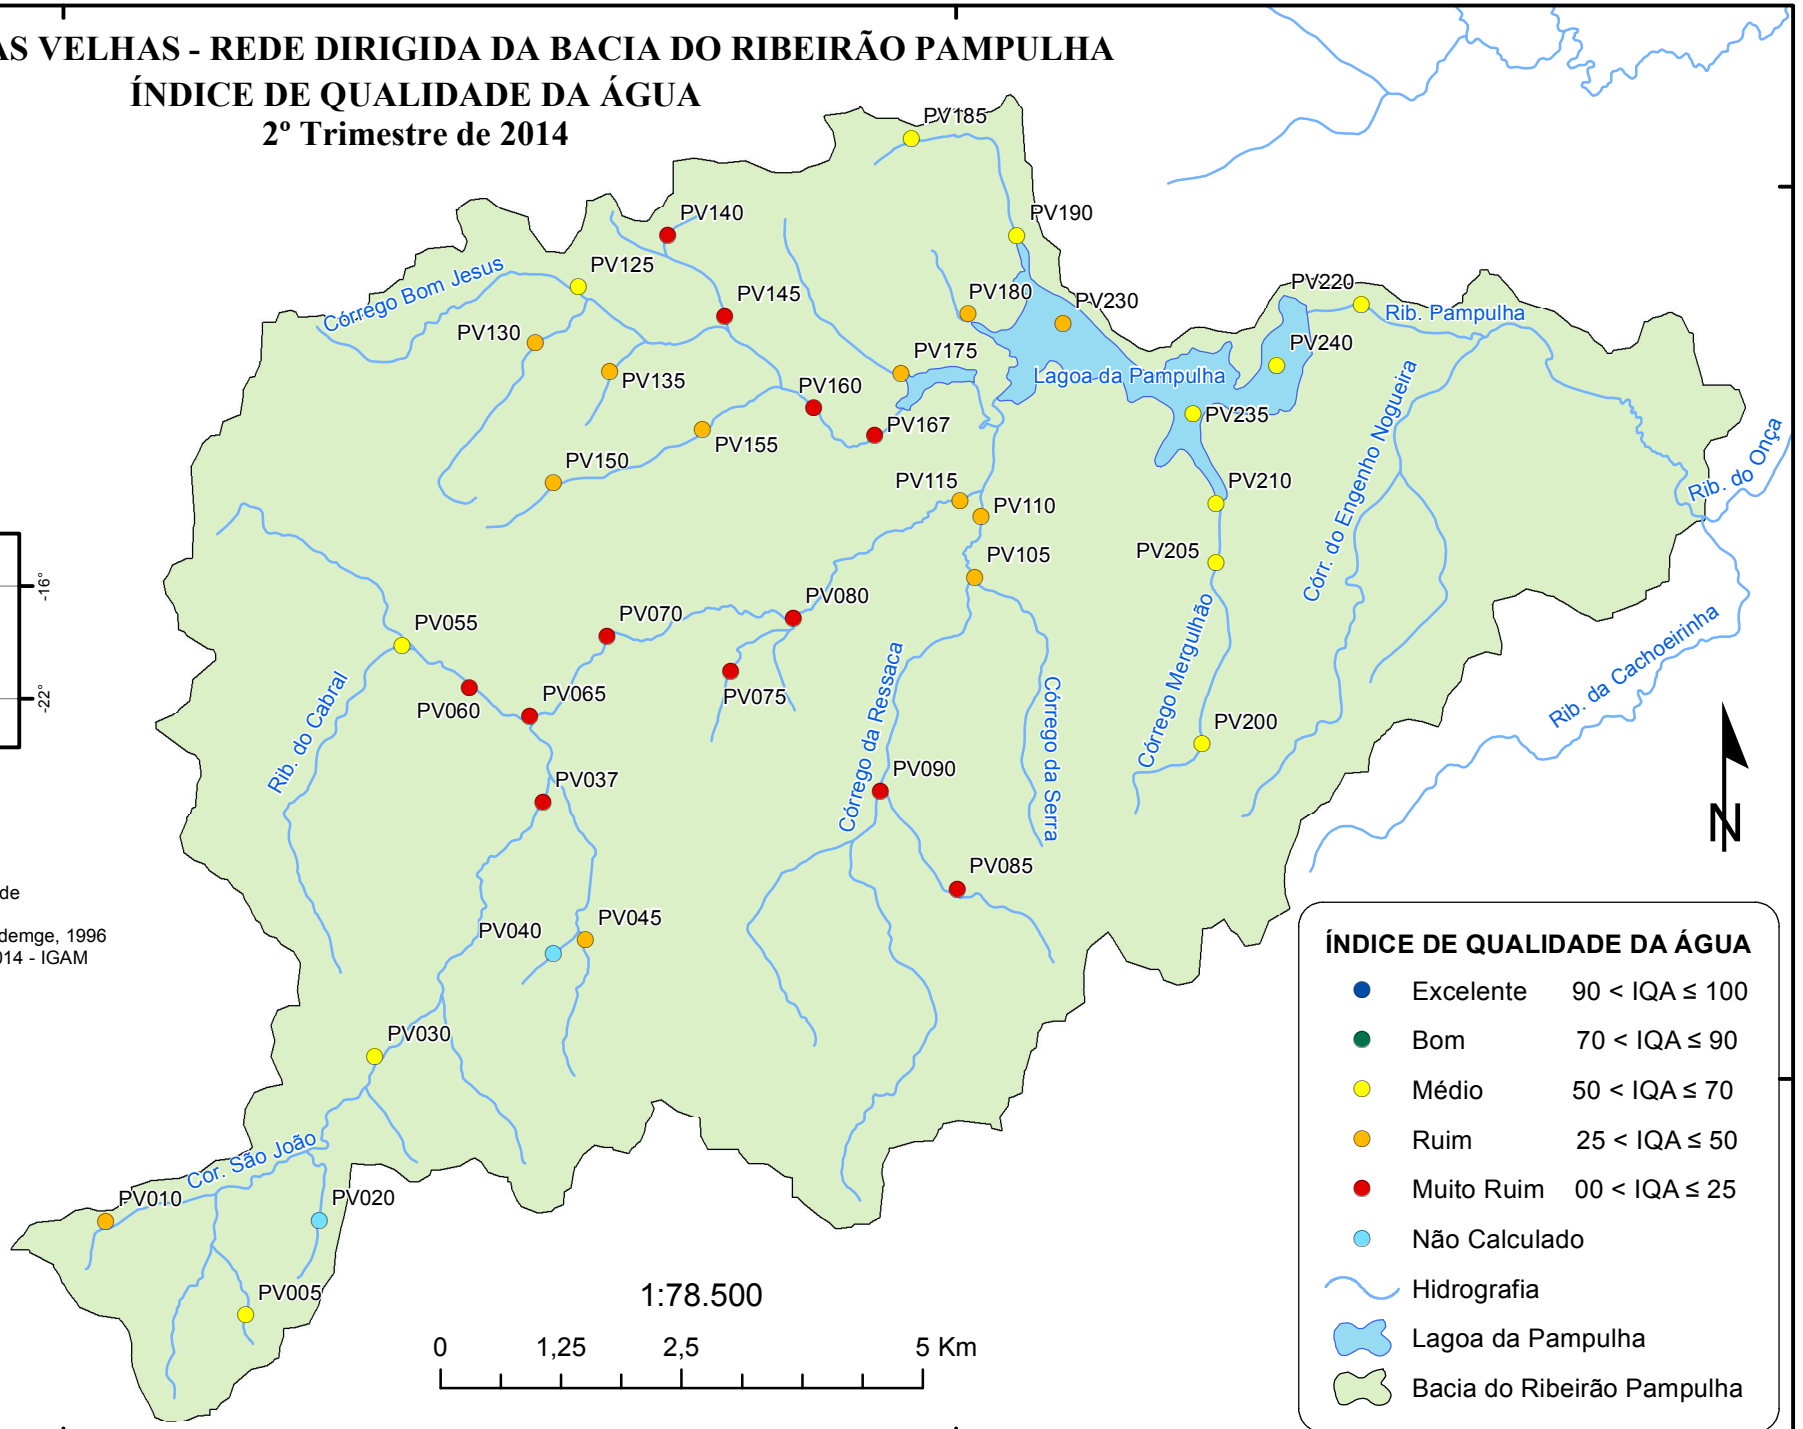 AS VELHAS - REDE DIRIGIDA DA BACIA DO RIBEIRÃO PAMPULHA
ÍNDICE DE QUALIDADE DA ÁGUA
2º Trimestre de 2014
PV185
PV140
PV190
PV125
Córrego Bom Jesus
PV145
PV180
PV230
PV220
Rib. Pampulha
PV130
PV240
PV175
PV135
Lagoa da Pampulha
PV160
PV235
PV167
PV155
PV150
PV115
PV210
PV110
Rib. do Onça
Córr. do Engenho Nogueira
PV105
PV205
-16°
PV080
PV070
PV055
Córrego Mergulhão
Rib. da Cachoeirinha
PV065
PV075
PV060
-22°
Rib. do Cabral
Córrego da Ressaca
Córrego da Serra
PV200
PV037
PV090
N
PV085
de
PV045
PV040
demge, 1996
014 - IGAM
PV030
Cor. São João
PV010
PV020
PV005
1:78.500
0 1,25 2,5 5 Km
ÍNDICE DE QUALIDADE DA ÁGUA
Excelente 90 < IQA ≤ 100
Bom 70 < IQA ≤ 90
Médio 50 < IQA ≤ 70
Ruim 25 < IQA ≤ 50
Muito Ruim 00 < IQA ≤ 25
Não Calculado
Hidrografia
Lagoa da Pampulha
Bacia do Ribeirão Pampulha